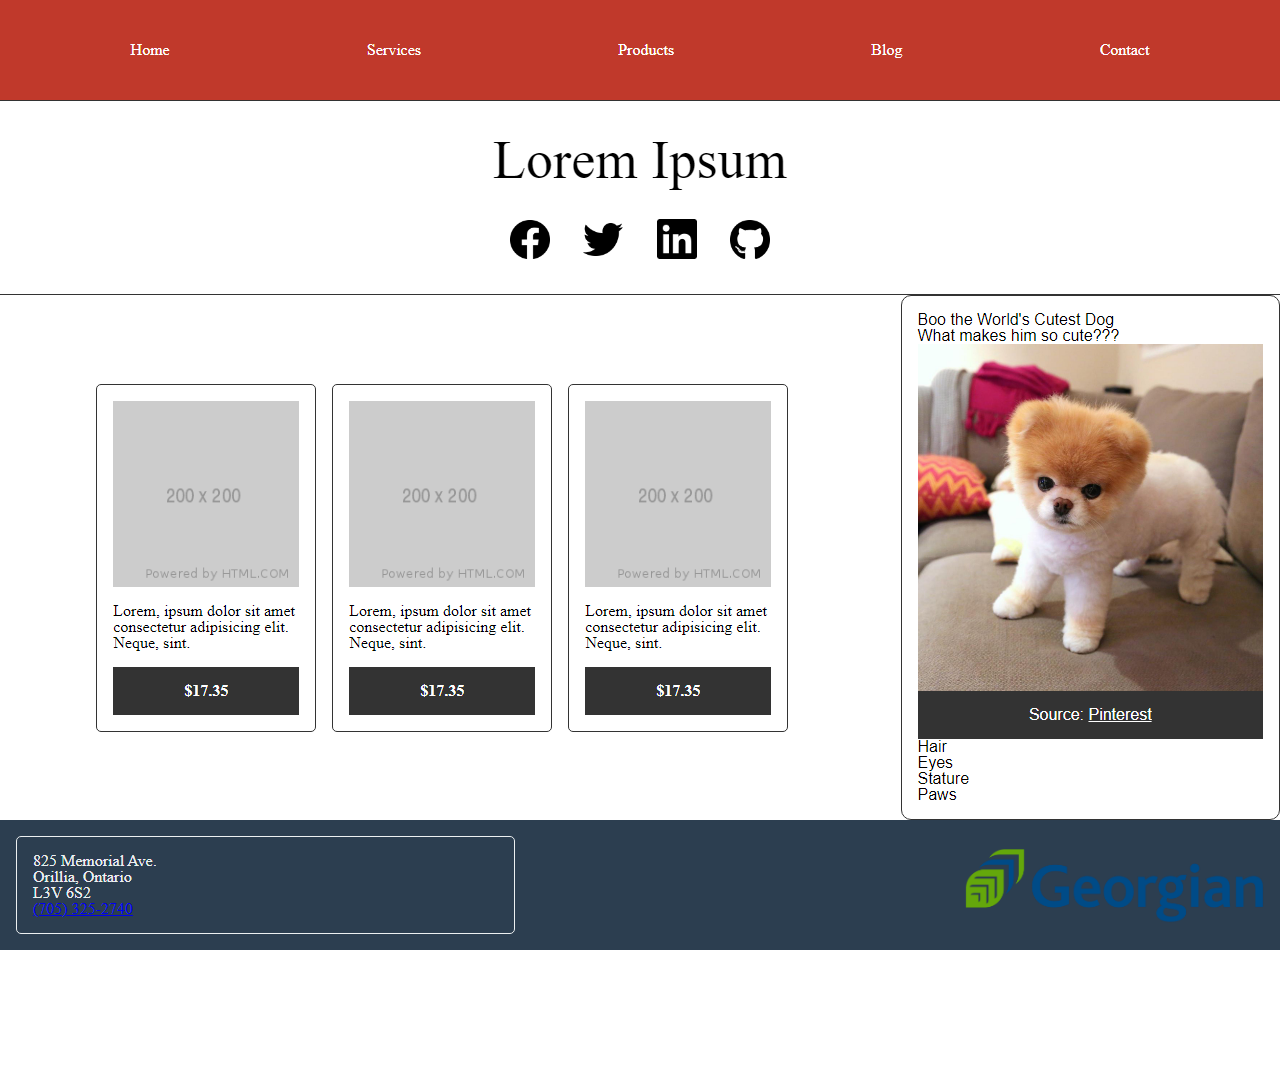 Home
Services
Products
Blog
Contact
Lorem Ipsum
in
200 x 200
Powered by HTML.COM
Lorem, ipsum dolor sit amet
consectetur adipisicing elit.
Neque, sint.
$17.35
200 x 200
Powered by HTML.COM
Lorem, ipsum dolor sit amet
consectetur adipisicing elit.
Neque, sint.
$17.35
200 x 200
Powered by HTML.COM
Lorem, ipsum dolor sit amet
consectetur adipisicing elit.
Neque, sint.
$17.35
Boo the World's Cutest Dog
What makes him so cute???
Source: Pinterest
Hair
Eyes
Stature
Paws
825 Memorial Ave.
Orillia, Ontario
L3V 6S2
(705) 325-2740
Georgian